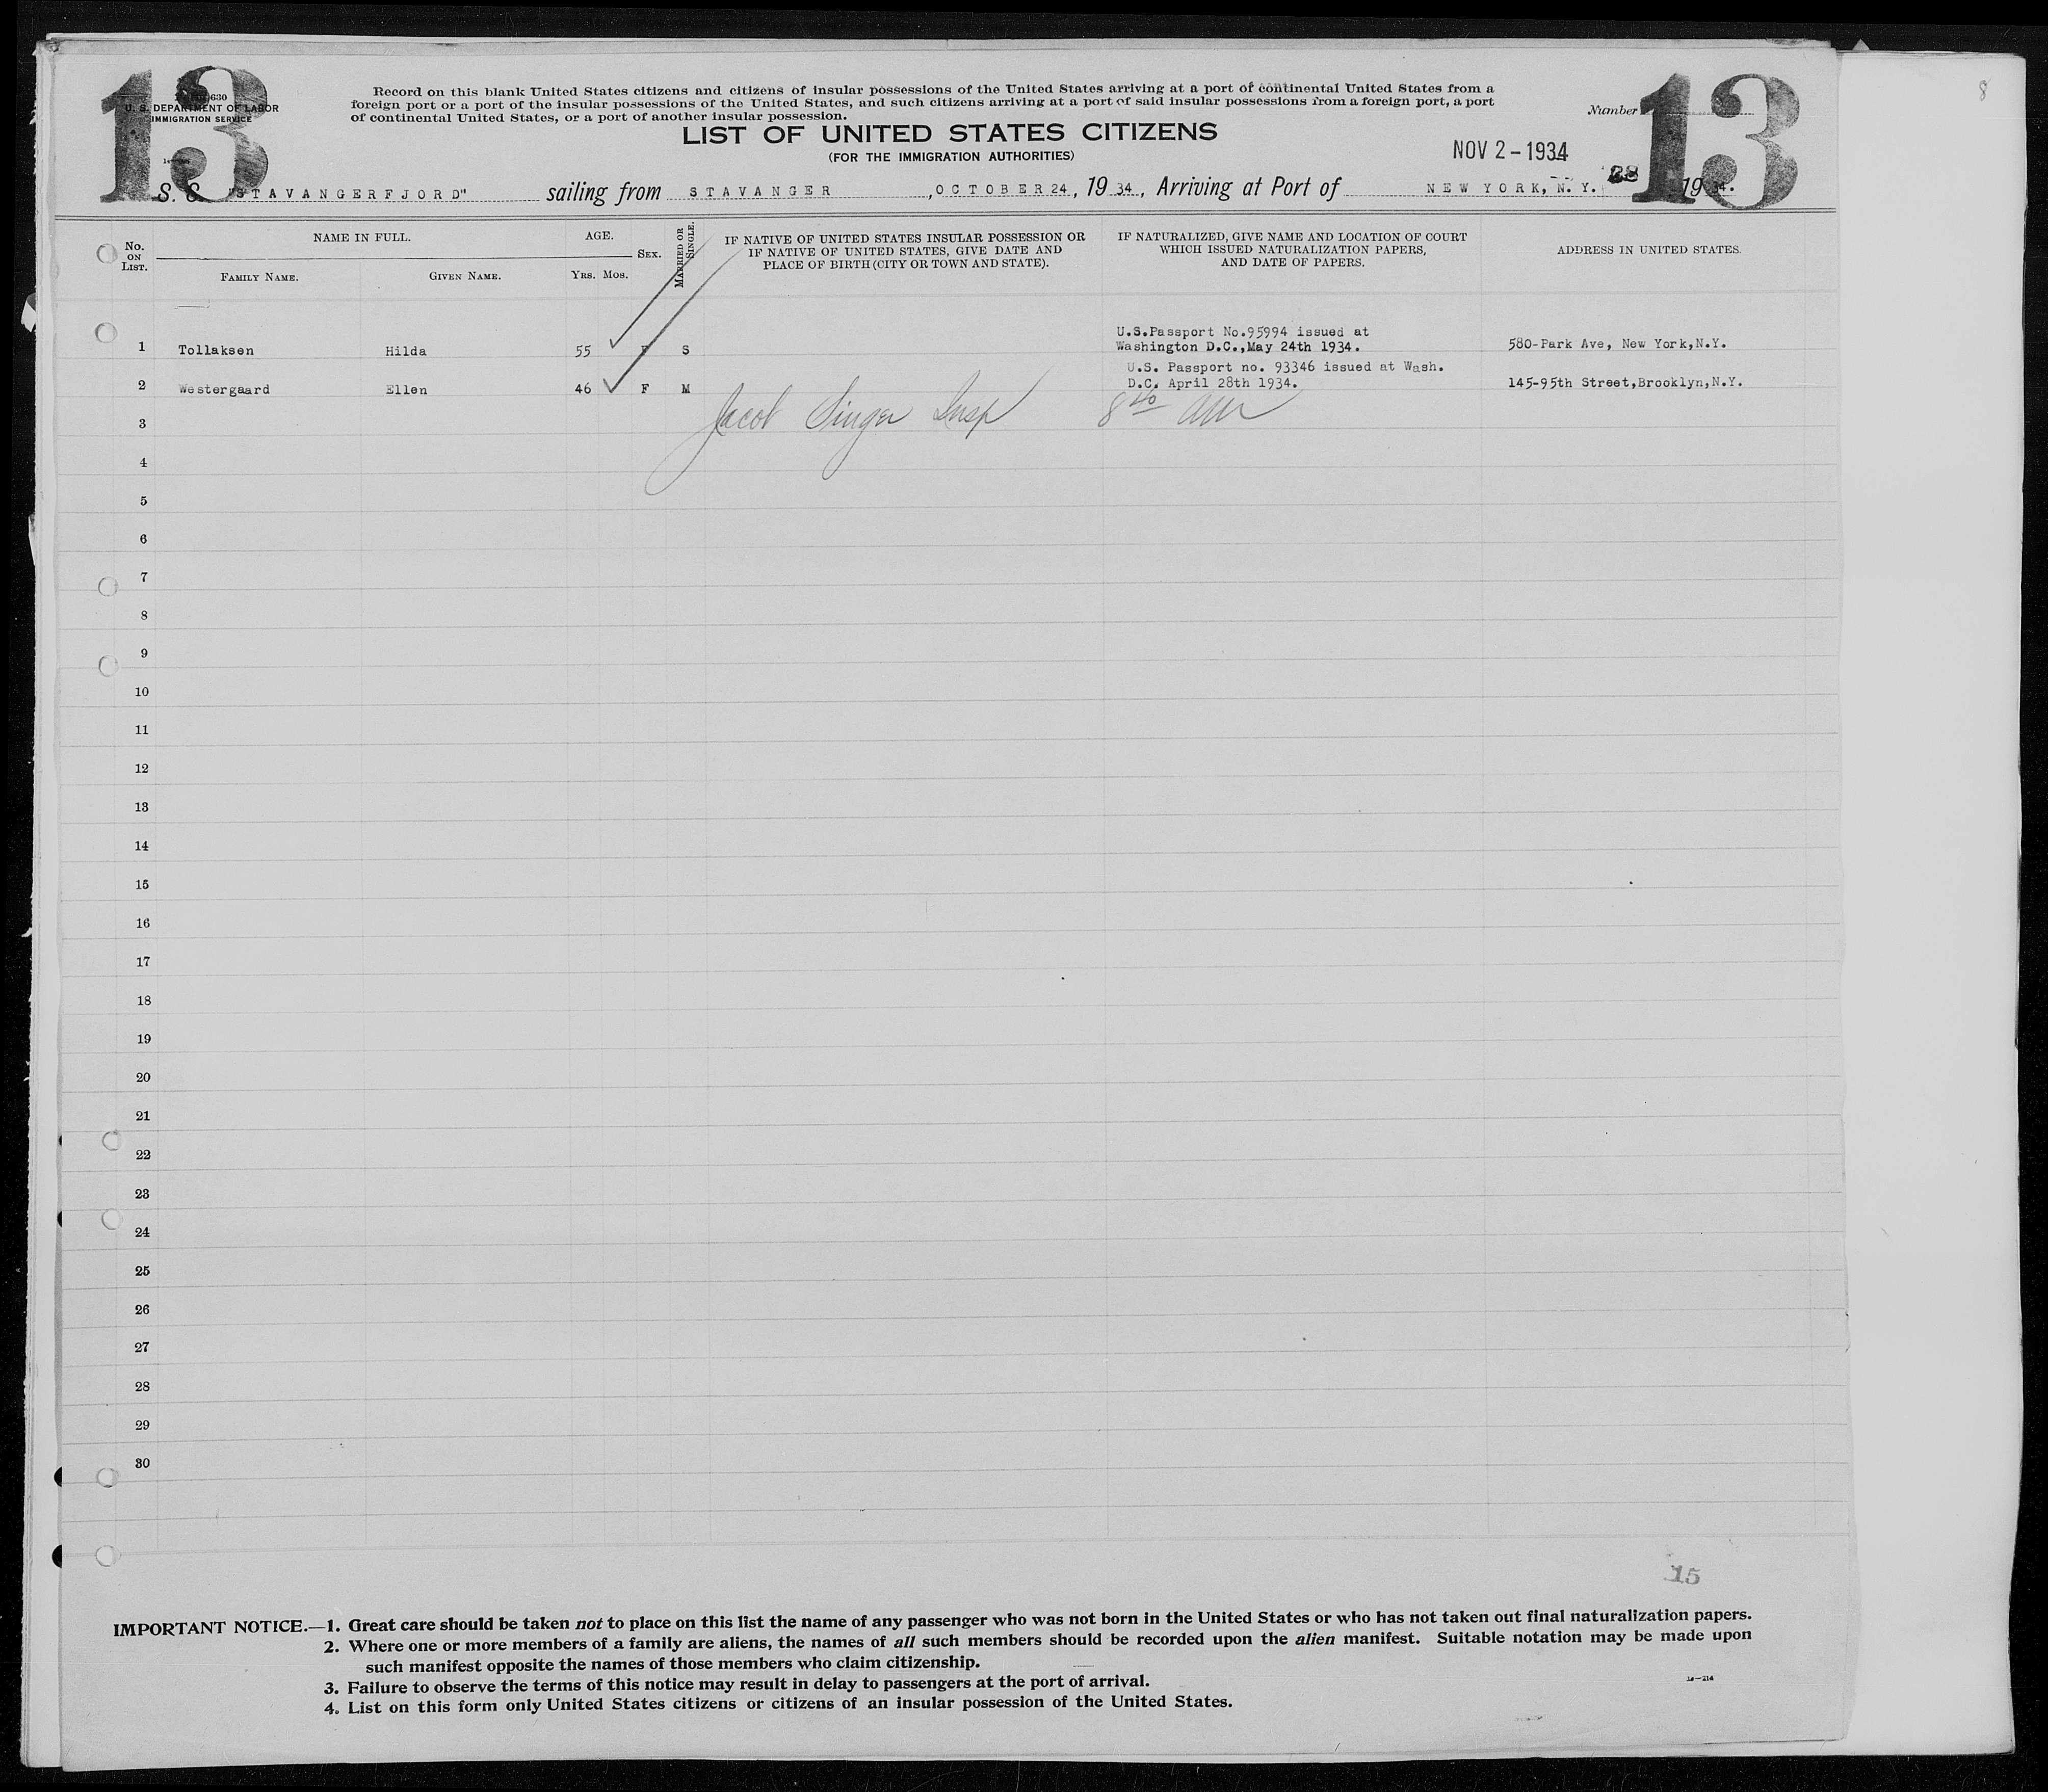 8
13
13
630
U. S. DEPARTMENT OF LABOR
IMMIGRATION SERVICE
Record on this blank United States citizens and citizens of insular possessions of the United States arriving at a port of continental United States from a
foreign port or a port of the insular possessions of the United States, and such citizens arriving at a port of said insular possessions from a foreign port, a port
of continental United States, or a port of another insular possession.
Number
LIST OF UNITED STATES CITIZENS
(FOR THE IMMIGRATION AUTHORITIES)
NOV 2 - 1934
S. S. "STAVANGERFJORD" sailing from STAVANGER, OCTOBER 24, 1934, Arriving at Port of NEW YORK, N.Y. 1934.
No. ON LIST.
NAME IN FULL.
FAMILY NAME.
GIVEN NAME.
AGE.
YRS. MOS.
SEX.
MARRIED OR SINGLE.
IF NATIVE OF UNITED STATES INSULAR POSSESSION OR
IF NATIVE OF UNITED STATES, GIVE DATE AND
PLACE OF BIRTH (CITY OR TOWN AND STATE).
IF NATURALIZED, GIVE NAME AND LOCATION OF COURT
WHICH ISSUED NATURALIZATION PAPERS,
AND DATE OF PAPERS.
ADDRESS IN UNITED STATES.
U.S.Passport No.95994 issued at
1 Tollaksen Hilda 55 F S Washington D.C.,May 24th 1934. 580-Park Ave, New York,N.Y.
U.S. Passport no. 93346 issued at Wash.
2 Westergaard Ellen 46 F M D.C. April 28th 1934. 145-95th Street,Brooklyn,N.Y.
3 Jacob Singer Insp 8 40 am
4
5
6
7
8
9
10
11
12
13
14
15
16
17
18
19
20
21
22
23
24
25
26
27
28
29
30
15
IMPORTANT NOTICE.—1. Great care should be taken not to place on this list the name of any passenger who was not born in the United States or who has not taken out final naturalization papers.
2. Where one or more members of a family are aliens, the names of all such members should be recorded upon the alien manifest. Suitable notation may be made upon
such manifest opposite the names of those members who claim citizenship.
3. Failure to observe the terms of this notice may result in delay to passengers at the port of arrival.
4. List on this form only United States citizens or citizens of an insular possession of the United States.
14—214